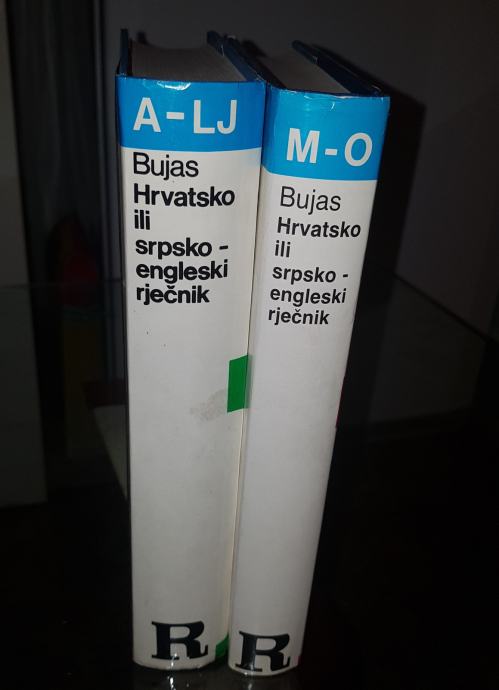 A-LJ
Bujas
Hrvatsko
ili
srpsko -
engleski
rječnik
R
M-O
Bujas
Hrvatsko
ili
srpsko -
engleski
rječnik
R